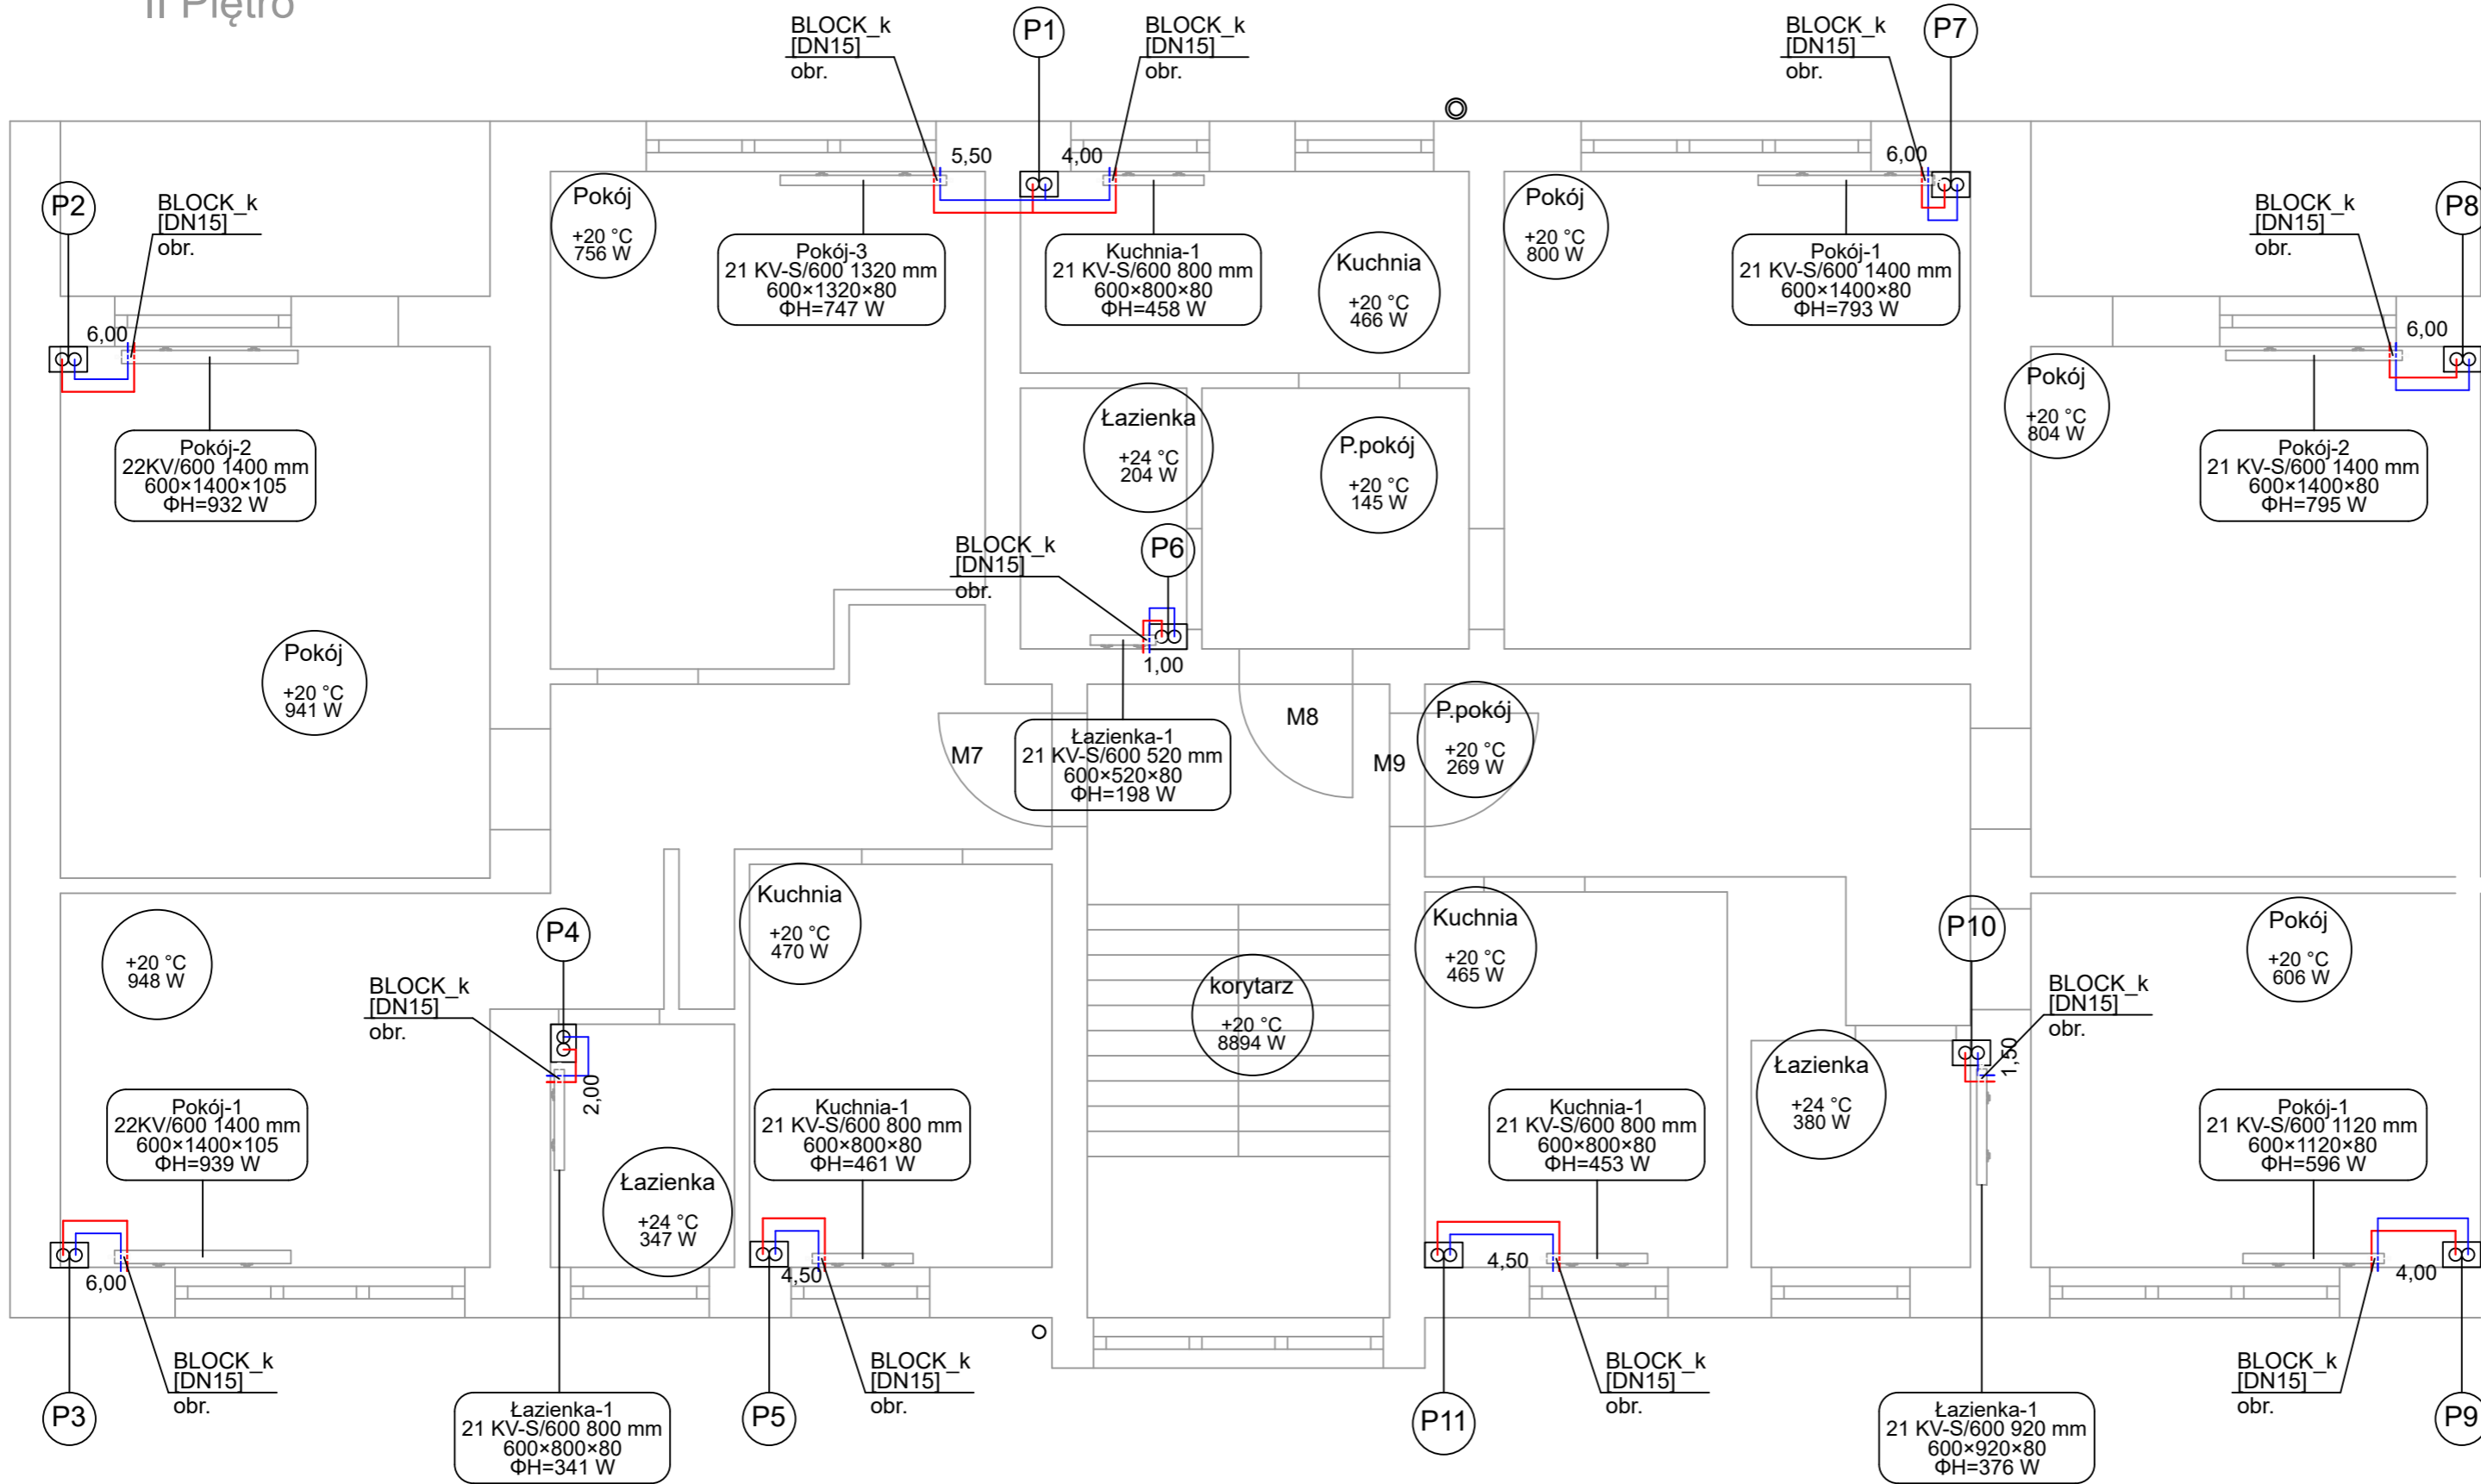 II Piętro
BLOCK_k
[DN15]
obr.
P1
BLOCK_k
[DN15]
obr.
BLOCK_k
[DN15]
obr.
P7
5,50
4,00
6,00
P2
BLOCK_k
[DN15]
obr.
Pokój
+20 °C
756 W
Pokój-3
21 KV-S/600 1320 mm
600×1320×80
ΦH=747 W
Kuchnia-1
21 KV-S/600 800 mm
600×800×80
ΦH=458 W
Kuchnia
+20 °C
466 W
Pokój
+20 °C
800 W
Pokój-1
21 KV-S/600 1400 mm
600×1400×80
ΦH=793 W
BLOCK_k
[DN15]
obr.
P8
6,00
6,00
Pokój-2
22KV/600 1400 mm
600×1400×105
ΦH=932 W
Łazienka
+24 °C
204 W
P.pokój
+20 °C
145 W
Pokój
+20 °C
804 W
Pokój-2
21 KV-S/600 1400 mm
600×1400×80
ΦH=795 W
BLOCK_k
[DN15]
obr.
P6
1,00
Pokój
+20 °C
941 W
M7
Łazienka-1
21 KV-S/600 520 mm
600×520×80
ΦH=198 W
M8
M9
P.pokój
+20 °C
269 W
+20 °C
948 W
P4
Kuchnia
+20 °C
470 W
Kuchnia
+20 °C
465 W
P10
Pokój
+20 °C
606 W
BLOCK_k
[DN15]
obr.
korytarz
+20 °C
8894 W
BLOCK_k
[DN15]
obr.
2,00
1,50
Pokój-1
22KV/600 1400 mm
600×1400×105
ΦH=939 W
Łazienka
+24 °C
347 W
Kuchnia-1
21 KV-S/600 800 mm
600×800×80
ΦH=461 W
Kuchnia-1
21 KV-S/600 800 mm
600×800×80
ΦH=453 W
Łazienka
+24 °C
380 W
Pokój-1
21 KV-S/600 1120 mm
600×1120×80
ΦH=596 W
6,00
4,50
4,50
4,00
P3
BLOCK_k
[DN15]
obr.
Łazienka-1
21 KV-S/600 800 mm
600×800×80
ΦH=341 W
P5
BLOCK_k
[DN15]
obr.
P11
BLOCK_k
[DN15]
obr.
Łazienka-1
21 KV-S/600 920 mm
600×920×80
ΦH=376 W
BLOCK_k
[DN15]
obr.
P9